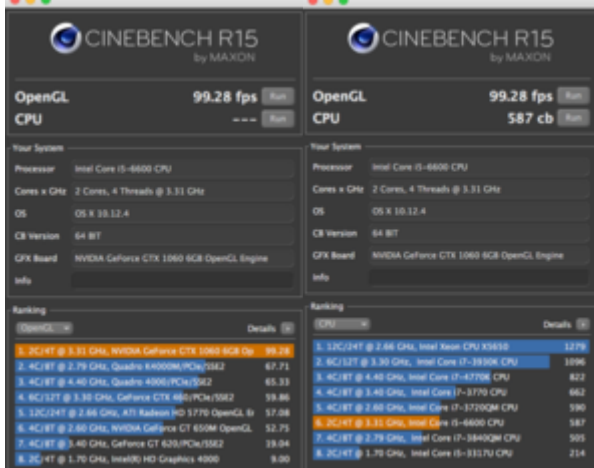 CINEBENCH R15
by MAXON
OpenGL 99.28 fps Run
CPU --- Run
Your System
Processor Intel Core i5-6600 CPU
Cores x GHz 2 Cores, 4 Threads @ 3.31 GHz
OS OS X 10.12.4
CB Version 64 BIT
GFX Board NVIDIA GeForce GTX 1060 6GB OpenGL Engine
Info
Ranking
OpenGL Details
1. 2C/4T @ 3.31 GHz, NVIDIA GeForce GTX 1060 6GB Op 99.28
2. 4C/8T @ 2.79 GHz, Quadro K4000M/PCIe/SSE2 67.71
3. 4C/8T @ 4.40 GHz, Quadro 4000/PCIe/SSE2 65.33
4. 6C/12T @ 3.30 GHz, GeForce GTX 460/PCIe/SSE2 59.86
5. 12C/24T @ 2.66 GHz, ATI Radeon HD 5770 OpenGL 57.08
6. 4C/8T @ 2.60 GHz, NVIDIA GeForce GT 650M OpenGL 52.75
7. 4C/8T @ 3.40 GHz, GeForce GT 620/PCIe/SSE2 39.04
8. 2C/4T @ 1.70 GHz, Intel(R) HD Graphics 4000 9.00
CINEBENCH R15
by MAXON
OpenGL 99.28 fps Run
CPU 587 cb Run
Your System
Processor Intel Core i5-6600 CPU
Cores x GHz 2 Cores, 4 Threads @ 3.31 GHz
OS OS X 10.12.4
CB Version 64 BIT
GFX Board NVIDIA GeForce GTX 1060 6GB OpenGL Engine
Info
Ranking
CPU Details
1. 12C/24T @ 2.66 GHz, Intel Xeon CPU X5650 1279
2. 6C/12T @ 3.30 GHz, Intel Core i7-3930K CPU 1096
3. 4C/8T @ 4.40 GHz, Intel Core i7-4770K CPU 822
4. 4C/8T @ 3.40 GHz, Intel Core i7-3770 CPU 662
5. 4C/8T @ 2.60 GHz, Intel Core i7-3720QM CPU 590
6. 2C/4T @ 3.31 GHz, Intel Core i5-6600 CPU 587
7. 4C/8T @ 2.79 GHz, Intel Core i7-3840QM CPU 505
8. 2C/4T @ 1.70 GHz, Intel Core i5-3317U CPU 214